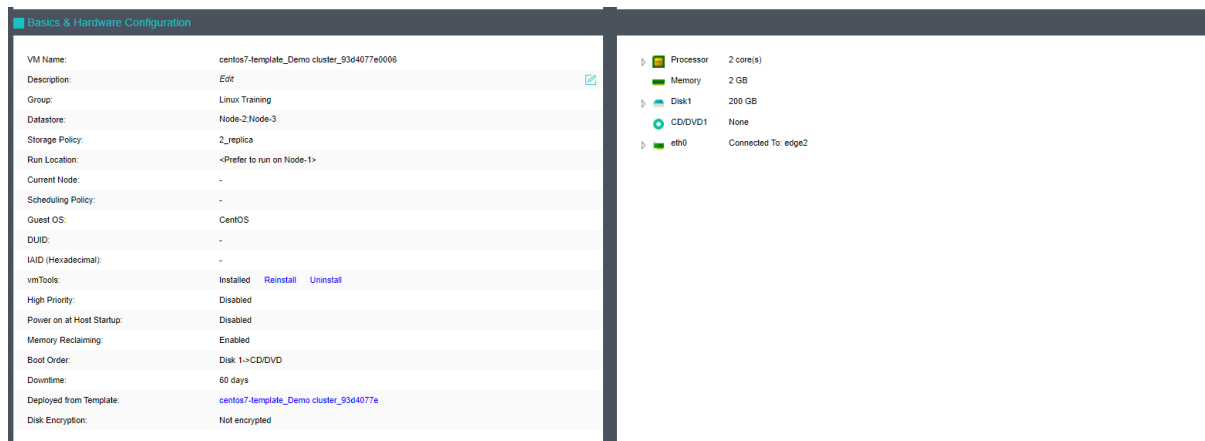 Basics & Hardware Configuration
VM Name: centos7-template_Demo cluster_93d4077e0006
Description: Edit
Group: Linux Training
Datastore: Node-2;Node-3
Storage Policy: 2_replica
Run Location: <Prefer to run on Node-1>
Current Node: -
Scheduling Policy: -
Guest OS: CentOS
DUID: -
IAID (Hexadecimal): -
vmTools: Installed Reinstall Uninstall
High Priority: Disabled
Power on at Host Startup: Disabled
Memory Reclaiming: Enabled
Boot Order: Disk 1->CD/DVD
Downtime: 60 days
Deployed from Template: centos7-template_Demo cluster_93d4077e
Disk Encryption: Not encrypted
Processor 2 core(s)
Memory 2 GB
Disk1 200 GB
CD/DVD1 None
eth0 Connected To: edge2